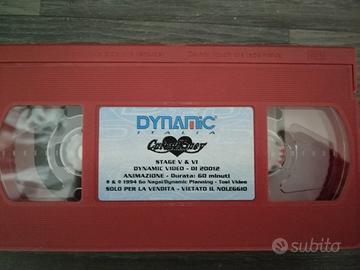 DYNAMIC
ITALIA
STAGE V & VI
DYNAMIC VIDEO - DI 20012
ANIMAZIONE - Durata: 60 minuti
© & © 1994 Go Nagai/Dynamic Planning - Toei Video
SOLO PER LA VENDITA - VIETATO IL NOLEGGIO
subito